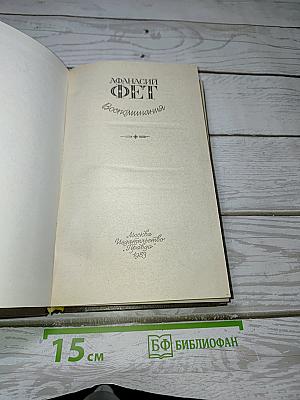 АФАНАСИЙ
ФЕТ
Воспоминания
Москва
Издательство
„Правда“
1983
15 см
БФ БИБЛИОФАН